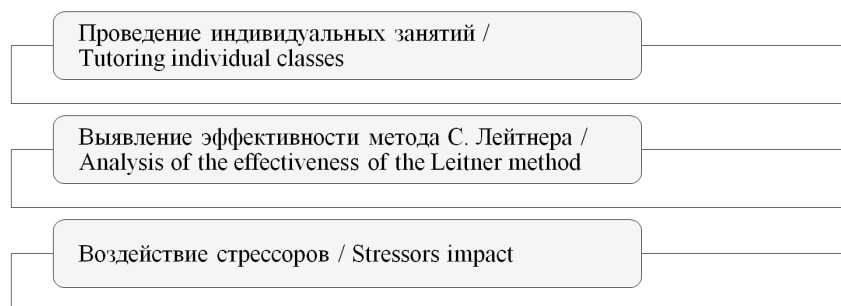 Проведение индивидуальных занятий /
Tutoring individual classes
Выявление эффективности метода С. Лейтнера /
Analysis of the effectiveness of the Leitner method
Воздействие стрессоров / Stressors impact